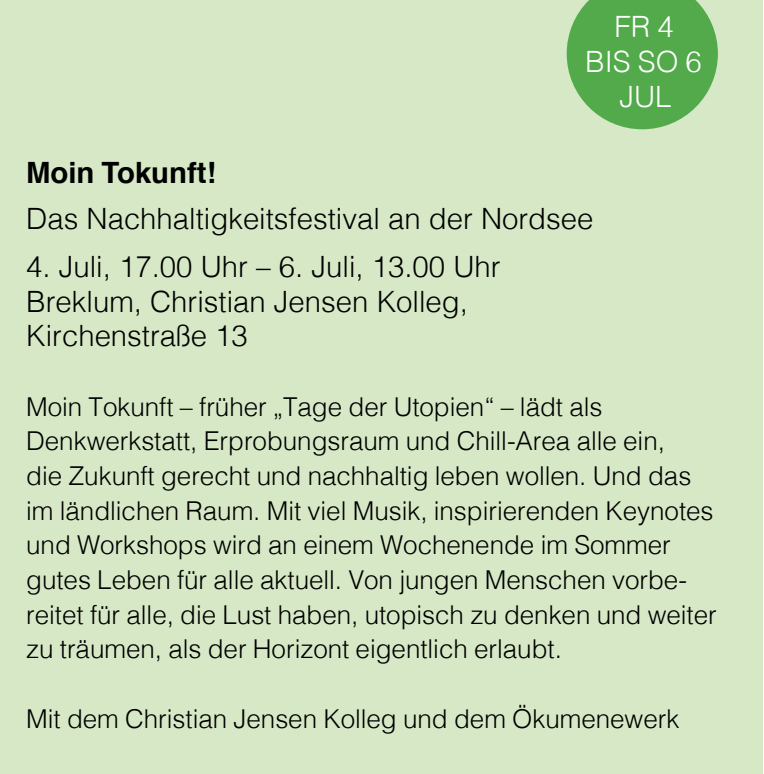 FR 4
BIS SO 6
JUL
Moin Tokunft!
Das Nachhaltigkeitsfestival an der Nordsee
4. Juli, 17.00 Uhr – 6. Juli, 13.00 Uhr
Breklum, Christian Jensen Kolleg,
Kirchenstraße 13
Moin Tokunft – früher „Tage der Utopien“ – lädt als
Denkwerkstatt, Erprobungsraum und Chill-Area alle ein,
die Zukunft gerecht und nachhaltig leben wollen. Und das
im ländlichen Raum. Mit viel Musik, inspirierenden Keynotes
und Workshops wird an einem Wochenende im Sommer
gutes Leben für alle aktuell. Von jungen Menschen vorbe-
reitet für alle, die Lust haben, utopisch zu denken und weiter
zu träumen, als der Horizont eigentlich erlaubt.
Mit dem Christian Jensen Kolleg und dem Ökumenewerk